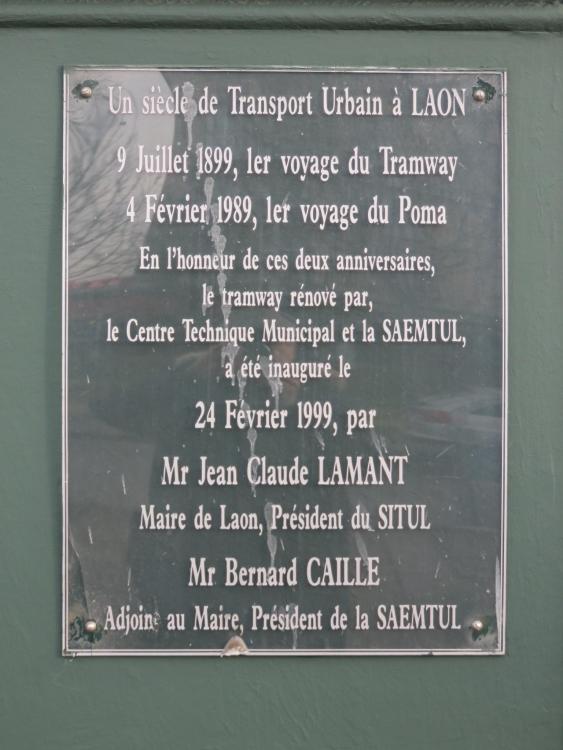 Un siècle de Transport Urbain à LAON
9 Juillet 1899, 1er voyage du Tramway
4 Février 1989, 1er voyage du Poma
En l'honneur de ces deux anniversaires,
le tramway rénové par,
le Centre Technique Municipal et la SAEMTUL,
a été inauguré le
24 Février 1999, par
Mr Jean Claude LAMANT
Maire de Laon, Président du SITUL
Mr Bernard CAILLE
Adjoint au Maire, Président de la SAEMTUL